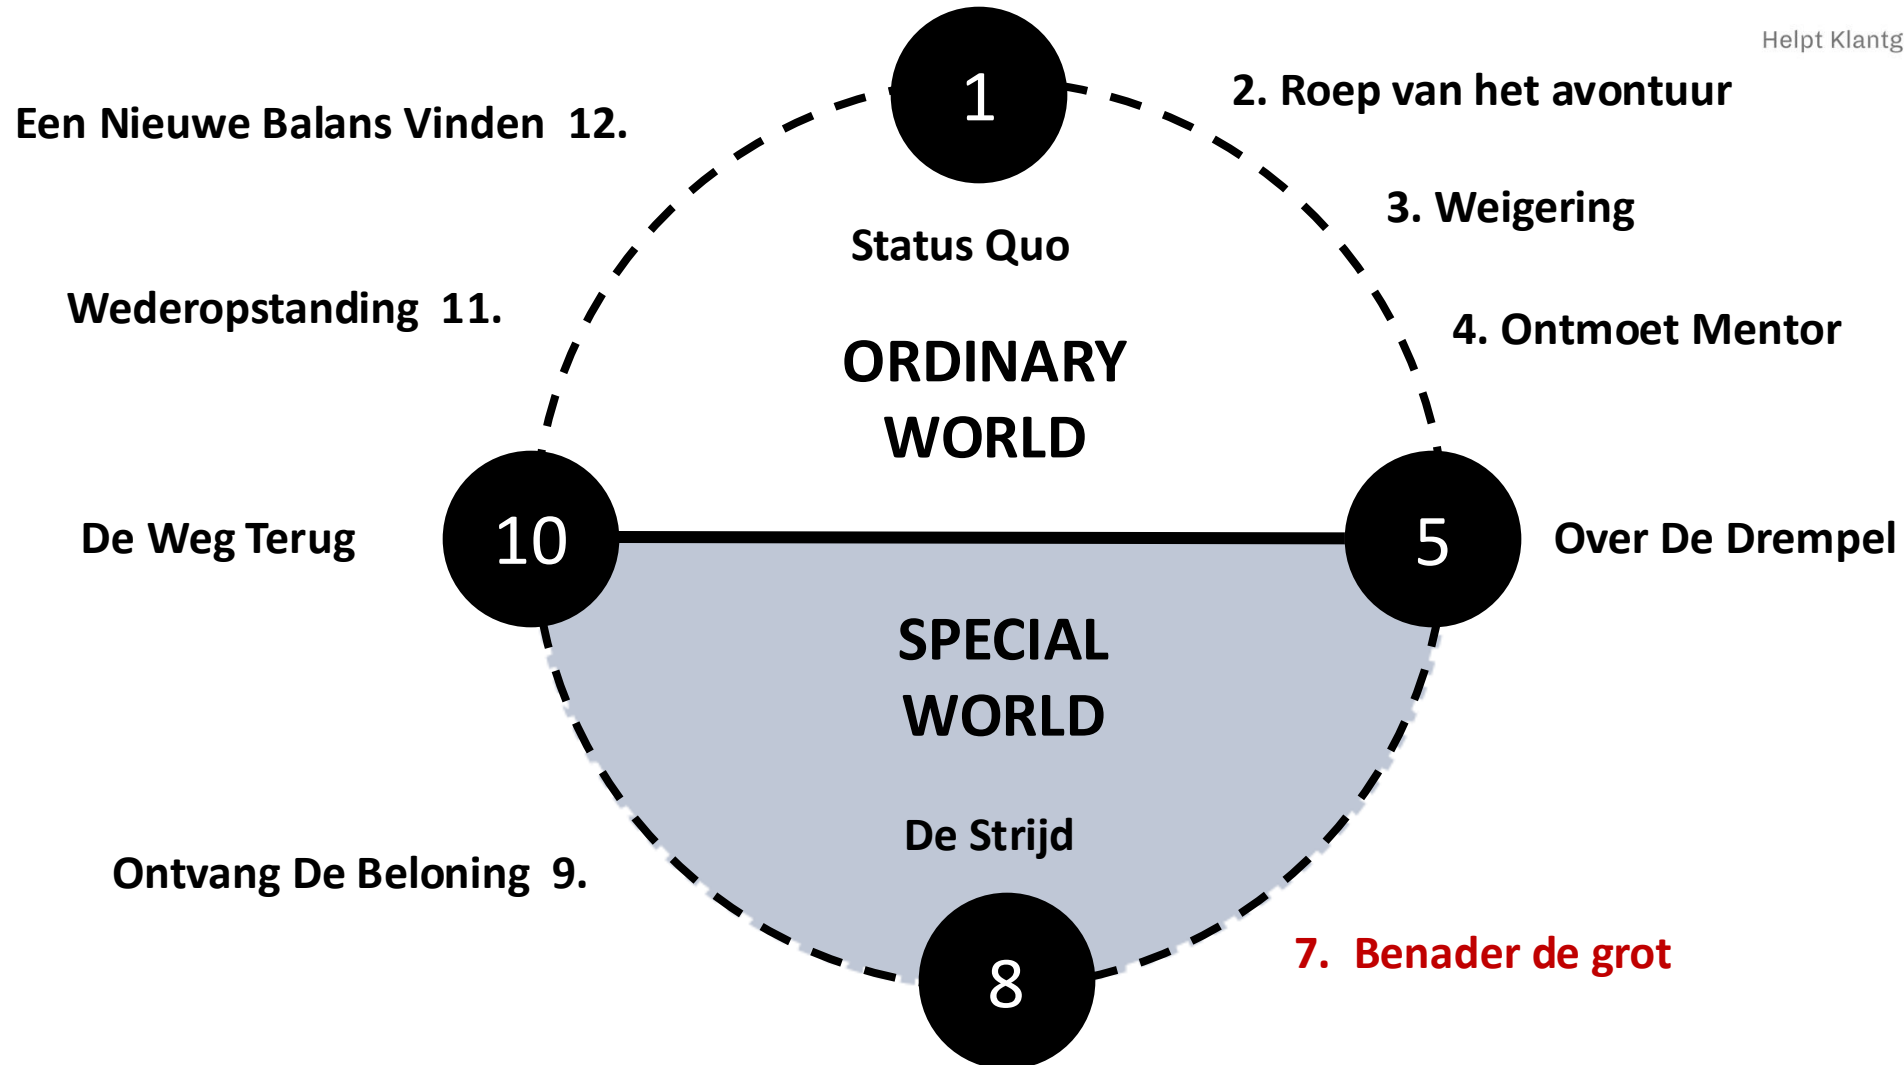 Helpt Klantg
1
2. Roep van het avontuur
Een Nieuwe Balans Vinden 12.
3. Weigering
Status Quo
Wederopstanding 11.
4. Ontmoet Mentor
ORDINARY
WORLD
De Weg Terug
10
5
Over De Drempel
SPECIAL
WORLD
De Strijd
Ontvang De Beloning 9.
7. Benader de grot
8